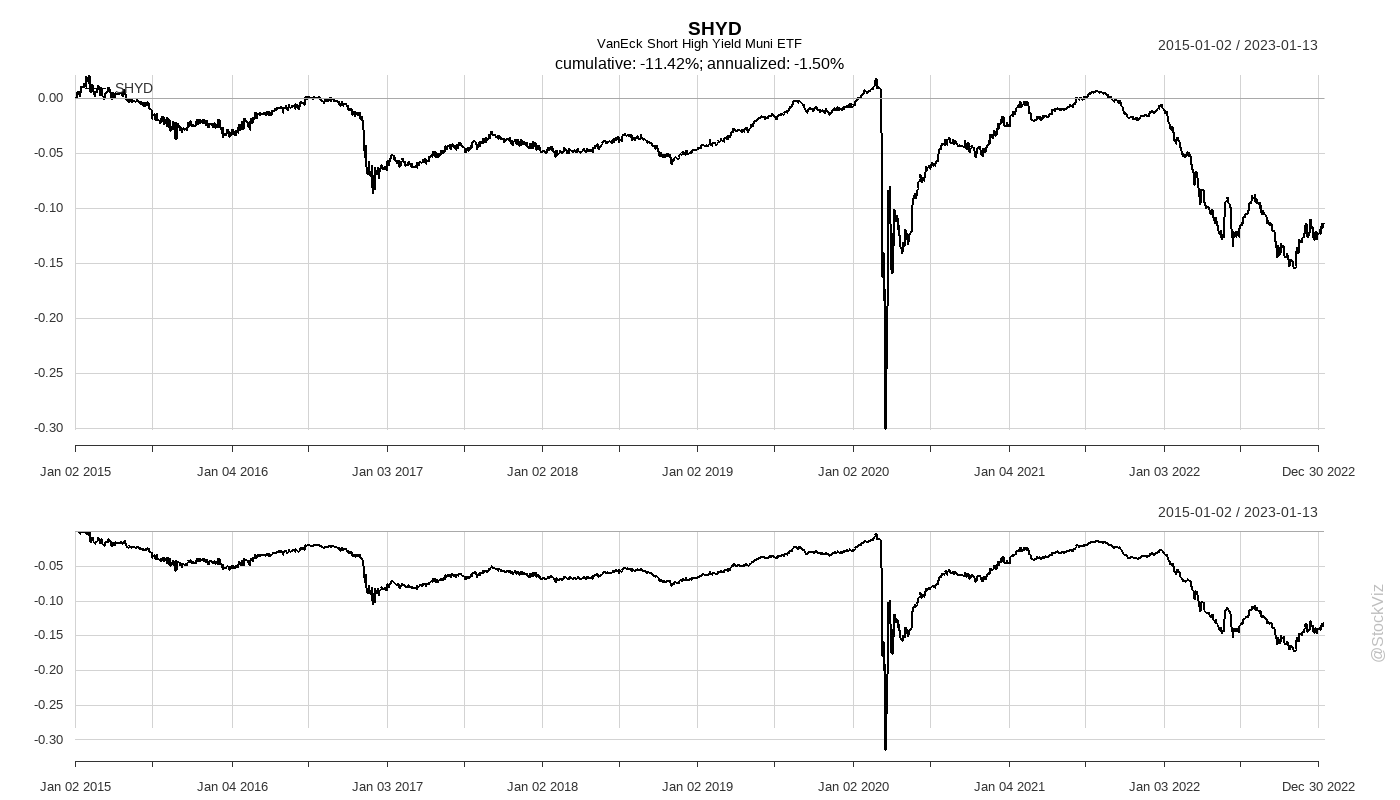 SHYD
VanEck Short High Yield Muni ETF
2015-01-02 / 2023-01-13
cumulative: -11.42%; annualized: -1.50%
SHYD
0.00
-0.05
-0.10
-0.15
-0.20
-0.25
-0.30
Jan 02 2015 Jan 04 2016 Jan 03 2017 Jan 02 2018 Jan 02 2019 Jan 02 2020 Jan 04 2021 Jan 03 2022 Dec 30 2022
2015-01-02 / 2023-01-13
-0.05
-0.10
-0.15
-0.20
-0.25
-0.30
Jan 02 2015 Jan 04 2016 Jan 03 2017 Jan 02 2018 Jan 02 2019 Jan 02 2020 Jan 04 2021 Jan 03 2022 Dec 30 2022
@StockViz